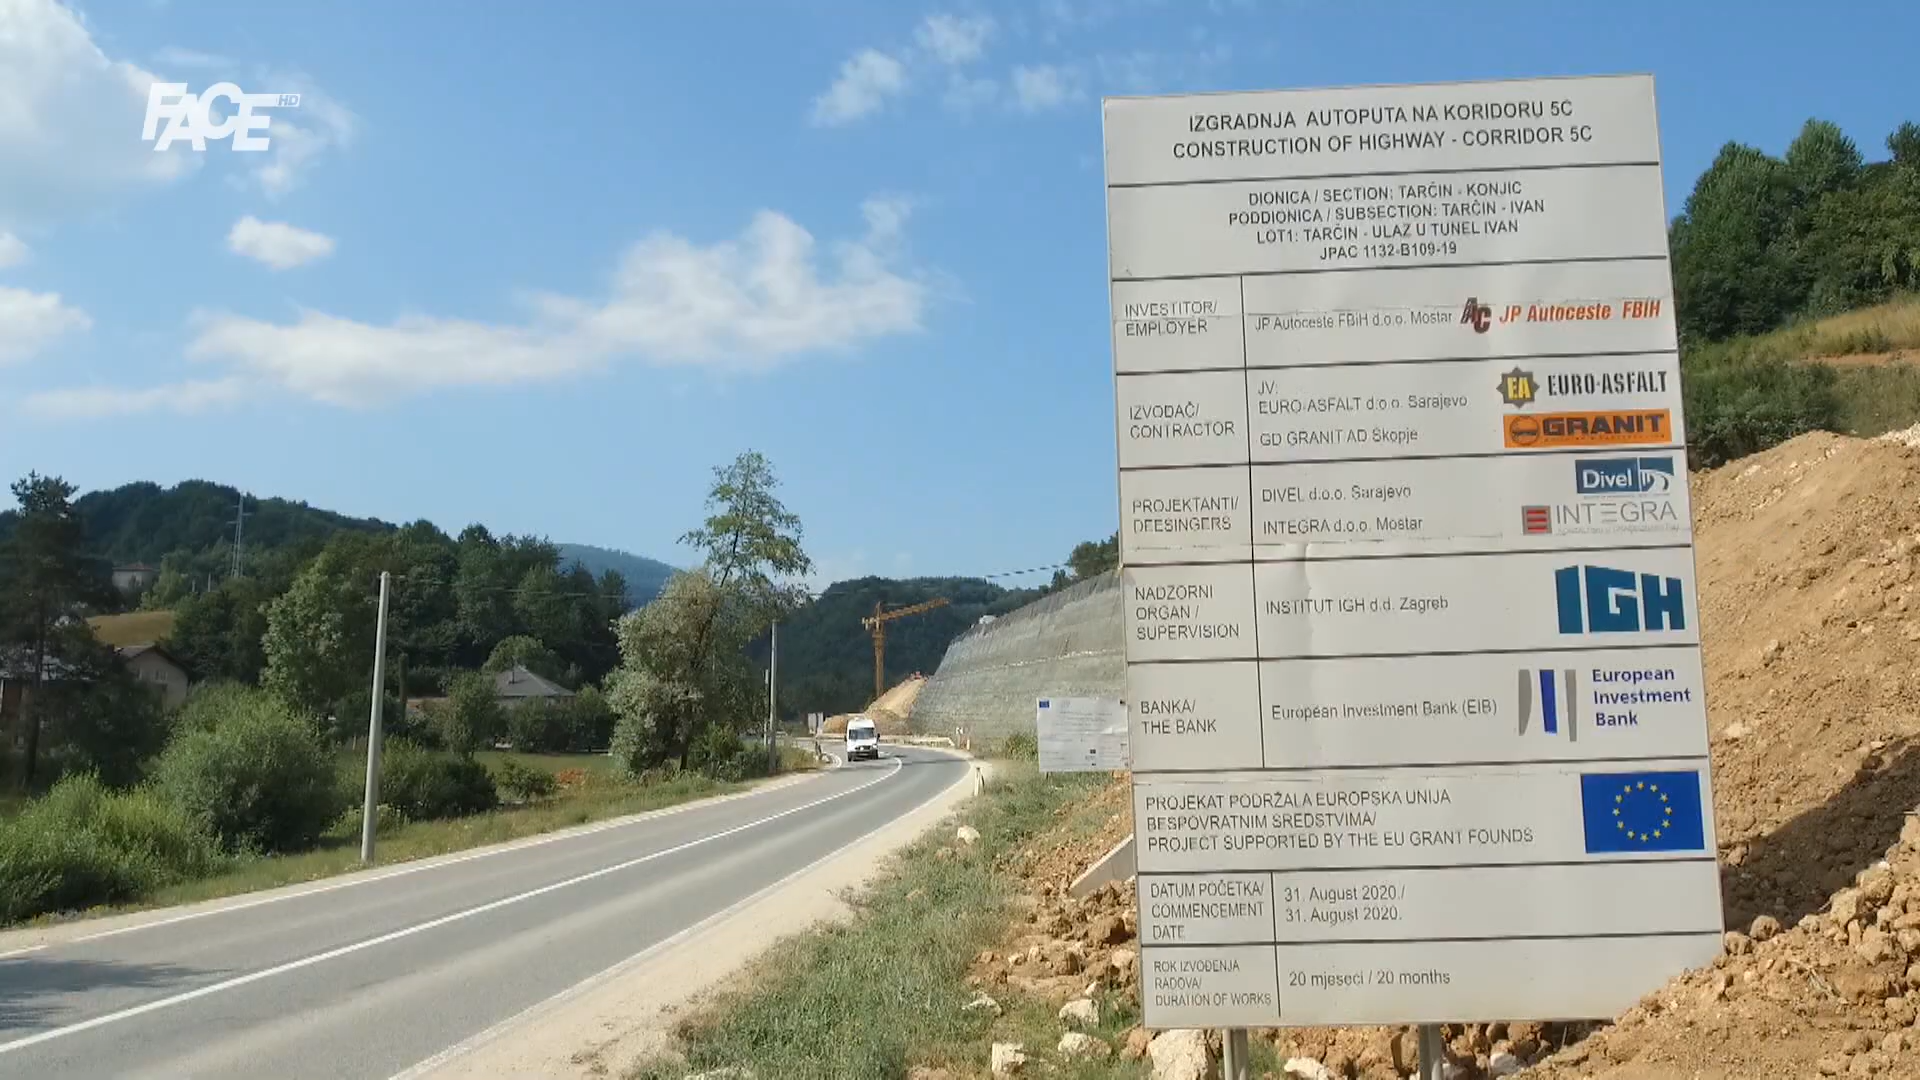 FACE HD
IZGRADNJA AUTOPUTA NA KORIDORU 5C
CONSTRUCTION OF HIGHWAY - CORRIDOR 5C
DIONICA / SECTION: TARČIN - KONJIC
PODDIONICA / SUBSECTION: TARČIN - IVAN
LOT1: TARČIN - ULAZ U TUNEL IVAN
JPAC 1132-B109-19
INVESTITOR/
EMPLOYER
JP Autoceste FBiH d.o.o. Mostar
AC JP Autoceste FBIH
IZVOĐAČ/
CONTRACTOR
JV:
EURO-ASFALT d.o.o. Sarajevo
GD GRANIT AD Skopje
EA EURO-ASFALT
GRANIT
PROJEKTANTI/
DEESINGERS
DIVEL d.o.o. Sarajevo
INTEGRA d.o.o. Mostar
Divel
INTEGRA
NADZORNI
ORGAN /
SUPERVISION
INSTITUT IGH d.d. Zagreb
IGH
BANKA/
THE BANK
European Investment Bank (EIB)
European
Investment
Bank
PROJEKAT PODRŽALA EUROPSKA UNIJA
BESPOVRATNIM SREDSTVIMA/
PROJECT SUPPORTED BY THE EU GRANT FOUNDS
DATUM POČETKA/
COMMENCEMENT
DATE
31. August 2020./
31. August 2020.
ROK IZVOĐENJA
RADOVA/
DURATION OF WORKS
20 mjeseci / 20 months